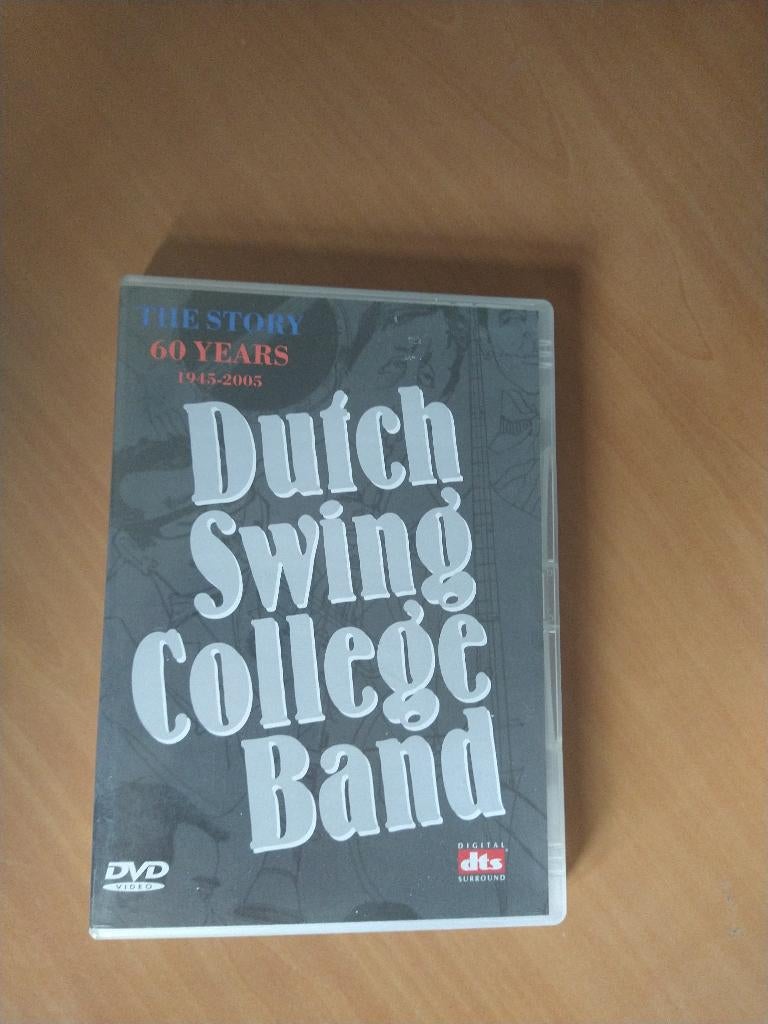 THE STORY
60 YEARS
1945-2005
Dutch
Swing
College
Band
DVD
VIDEO
DIGITAL
dts
SURROUND